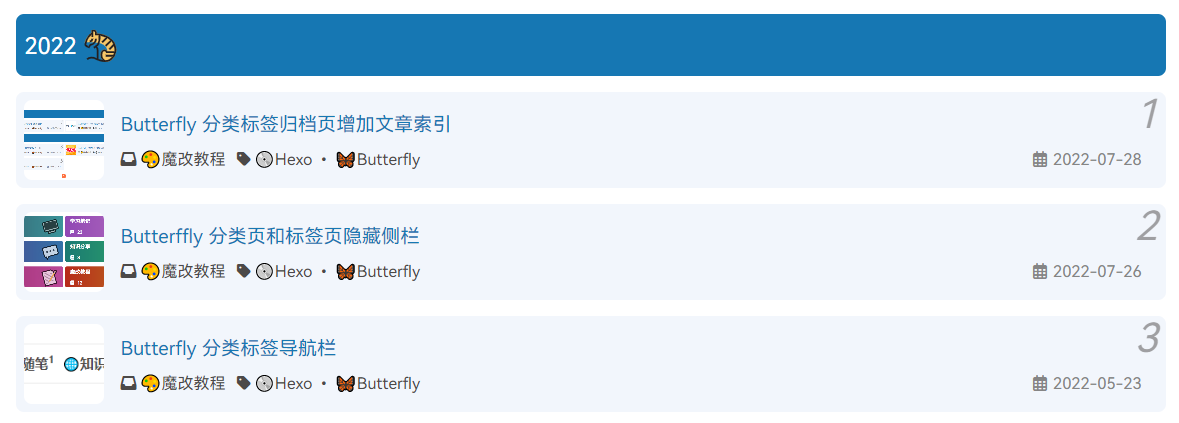 2022
Butterfly 分类标签归档页增加文章索引
1
魔改教程 Hexo • Butterfly
2022-07-28
Butterffly 分类页和标签页隐藏侧栏
2
魔改教程 Hexo • Butterfly
2022-07-26
随笔1 知识
Butterfly 分类标签导航栏
3
魔改教程 Hexo • Butterfly
2022-05-23